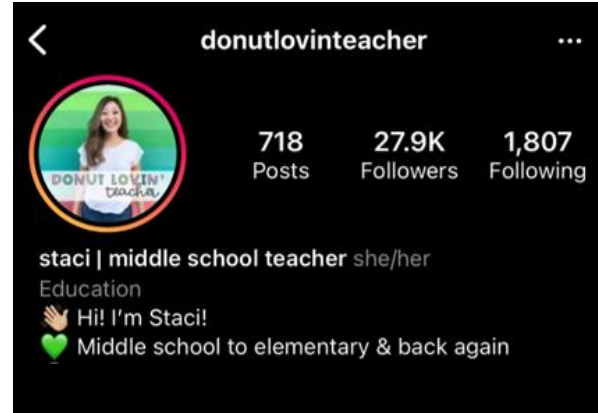 donutlovinteacher
718 27.9K 1,807
Posts Followers Following
DONUT LOVIN'
teacher
staci | middle school teacher she/her
Education
👋🏼 Hi! I'm Staci!
💚 Middle school to elementary & back again